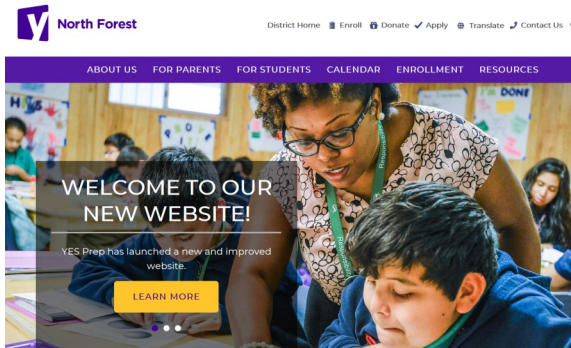 North Forest
District Home Enroll Donate Apply Translate Contact Us
ABOUT US FOR PARENTS FOR STUDENTS CALENDAR ENROLLMENT RESOURCES
I'M DONE
WELCOME TO OUR
NEW WEBSITE!
YES Prep has launched a new and improved
website.
LEARN MORE